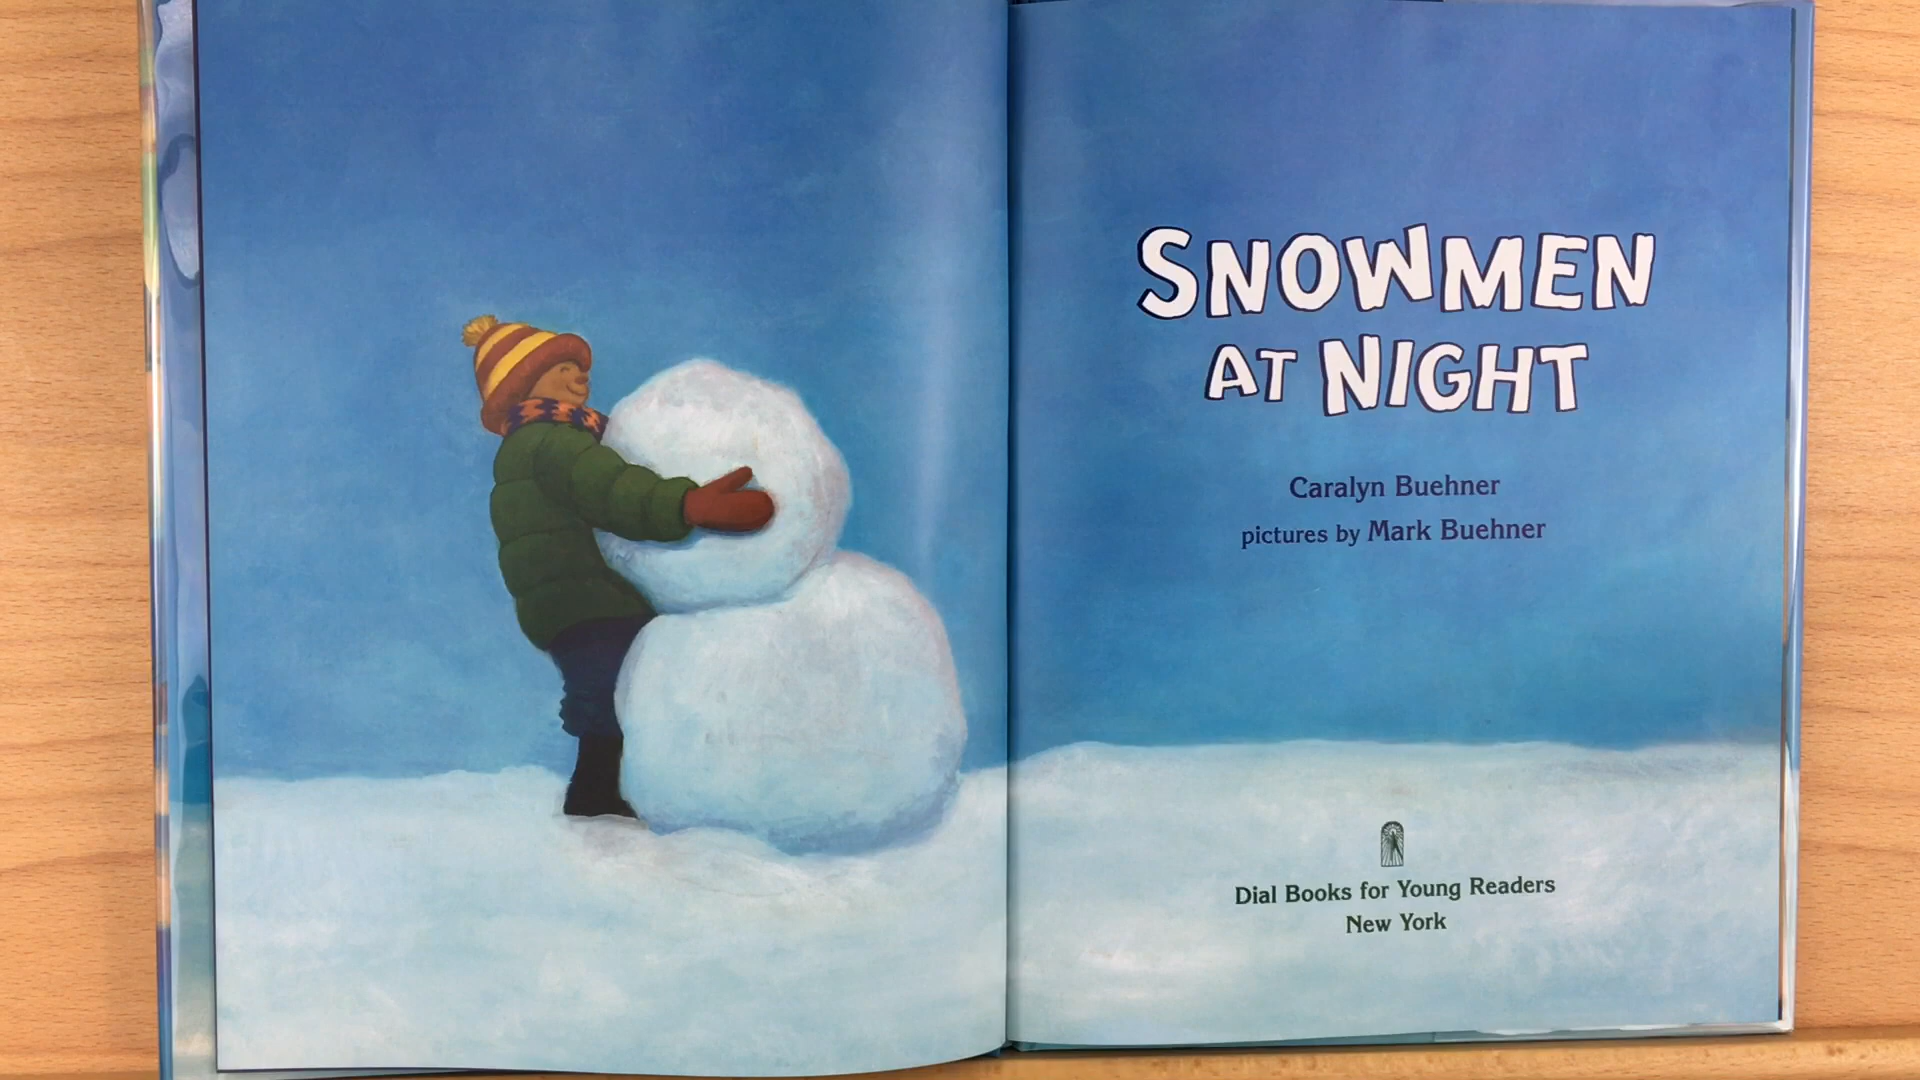 SNOWMEN
AT NIGHT
Caralyn Buehner
pictures by Mark Buehner
Dial Books for Young Readers
New York